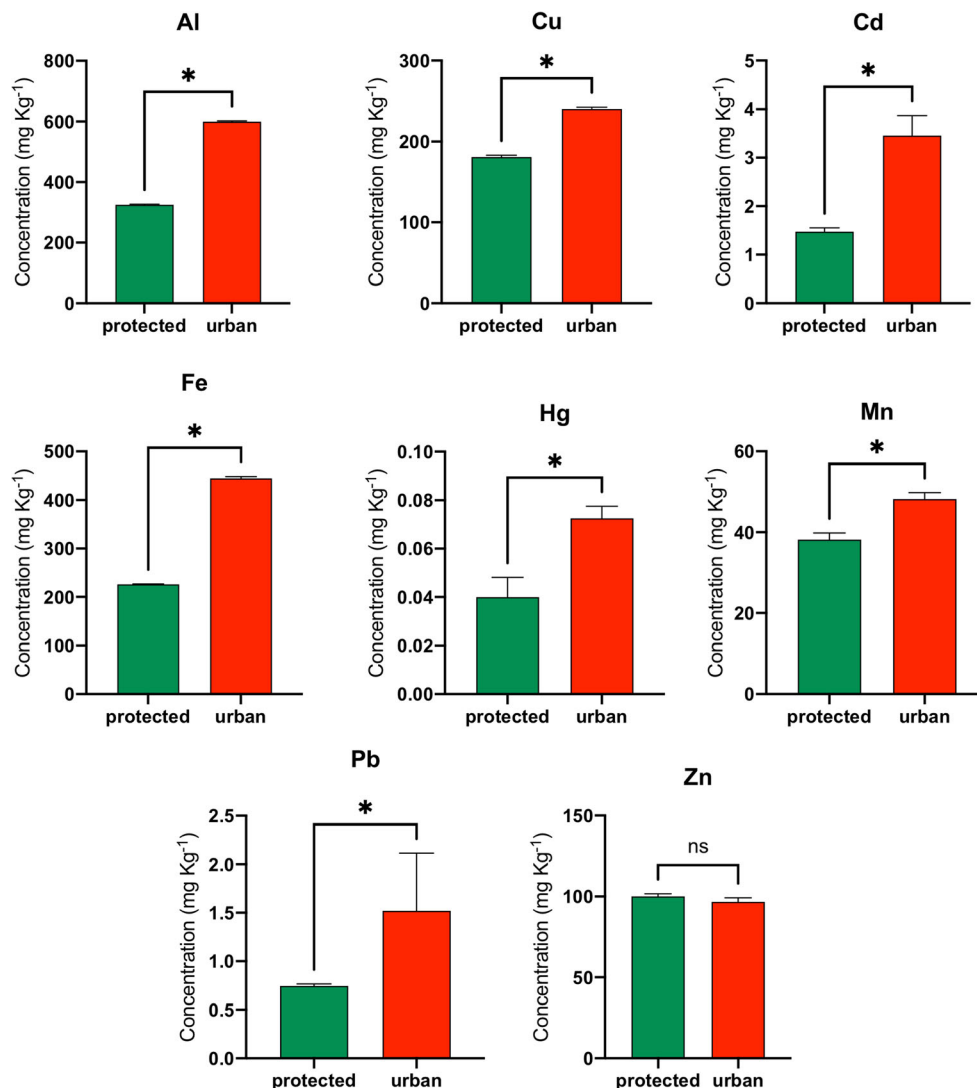 Al
Concentration (mg Kg⁻¹)
800
600
400
200
0
*
protected urban
Cu
Concentration (mg Kg⁻¹)
300
200
100
0
*
protected urban
Cd
Concentration (mg Kg⁻¹)
5
4
3
2
1
0
*
protected urban
Fe
Concentration (mg Kg⁻¹)
500
400
300
200
100
0
*
protected urban
Hg
Concentration (mg Kg⁻¹)
0.10
0.08
0.06
0.04
0.02
0.00
*
protected urban
Mn
Concentration (mg Kg⁻¹)
60
40
20
0
*
protected urban
Pb
Concentration (mg Kg⁻¹)
2.5
2.0
1.5
1.0
0.5
0.0
*
protected urban
Zn
Concentration (mg Kg⁻¹)
150
100
50
0
ns
protected urban